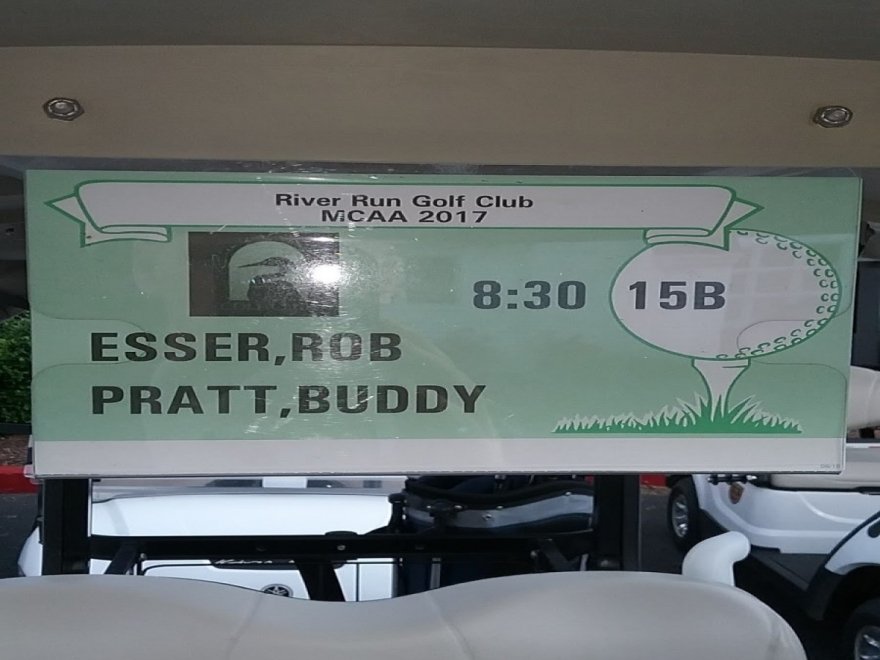 River Run Golf Club
MCAA 2017
8:30 15B
ESSER,ROB
PRATT,BUDDY